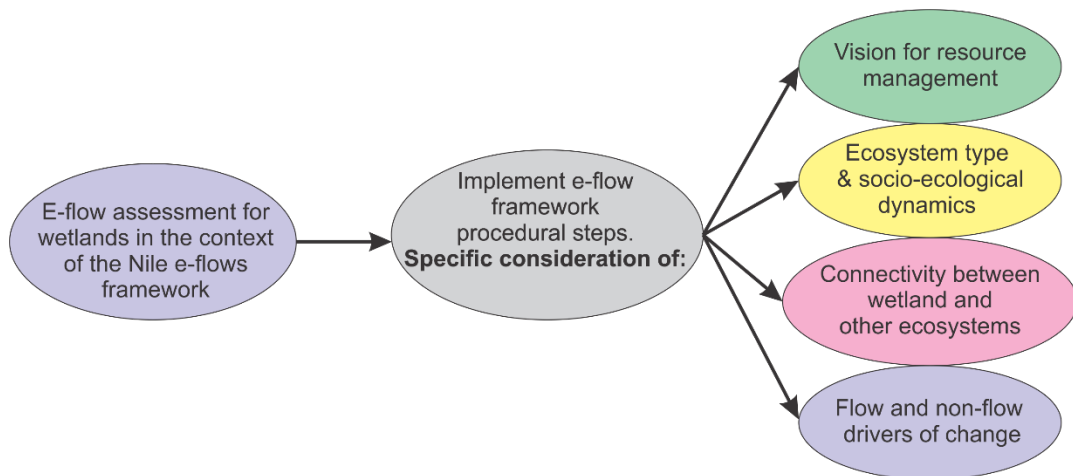 E-flow assessment for
wetlands in the context
of the Nile e-flows
framework
Implement e-flow
framework
procedural steps.
Specific consideration of:
Vision for resource
management
Ecosystem type
& socio-ecological
dynamics
Connectivity between
wetland and
other ecosystems
Flow and non-flow
drivers of change